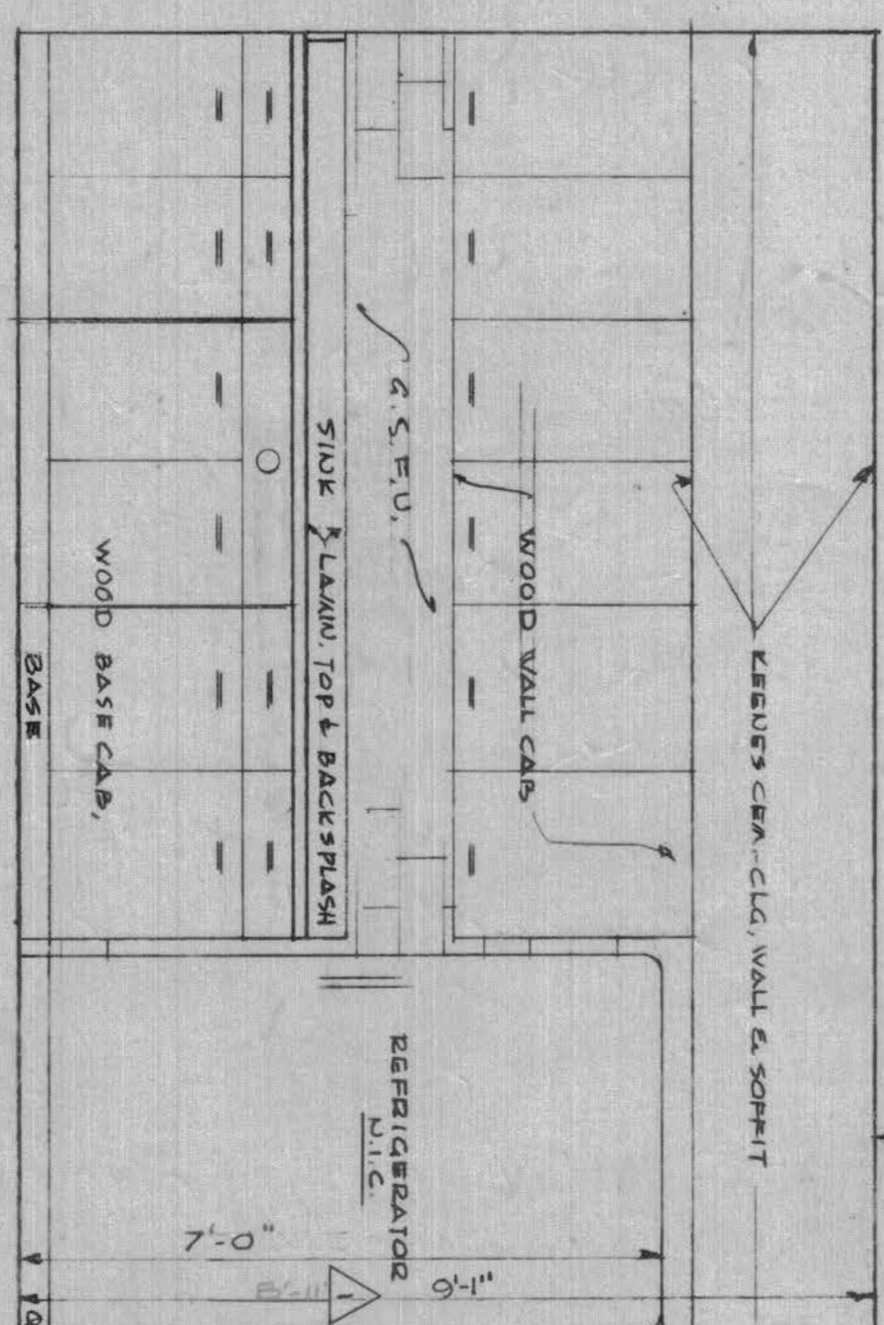 KEENES CEM-CLG, WALL & SOFFIT
WOOD WALL CAB
G.S.F.U.
SINK
LAMIN. TOP & BACKSPLASH
WOOD BASE CAB,
BASE
REFRIGERATOR
N.I.C.
7'-0"
9'-1"
8'-11"
1